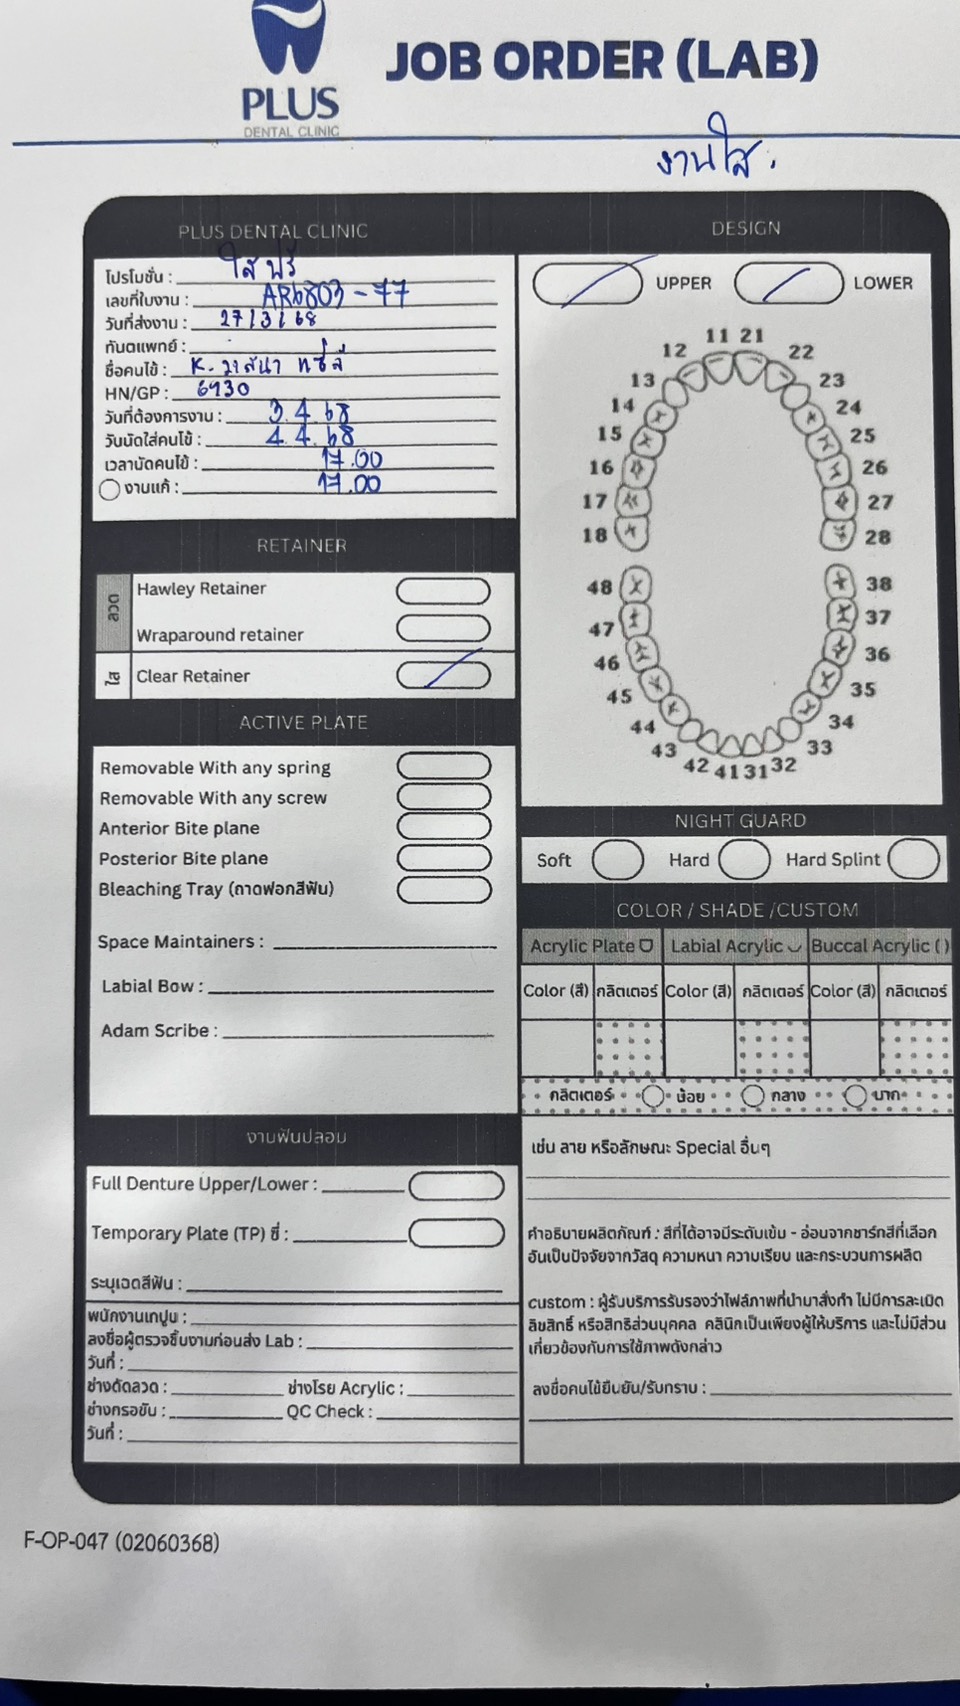 PLUS
DENTAL CLINIC
JOB ORDER (LAB)
งานใส.
PLUS DENTAL CLINIC
โปรโมชั่น : ใสฟรี
เลขที่ใบงาน : AR6803-77
วันที่ส่งงาน : 27/3/68
ทันตแพทย์ :
ชื่อคนไข้ : K. วาสนา
HN/GP : 6930
วันที่ต้องการงาน : 3.4.68
วันนัดใส่คนไข้ : 4.4.68
เวลานัดคนไข้ : 17.00
งานแก้ : 17.00
RETAINER
ลวด
Hawley Retainer
Wraparound retainer
ใส
Clear Retainer
ACTIVE PLATE
Removable With any spring
Removable With any screw
Anterior Bite plane
Posterior Bite plane
Bleaching Tray (ถาดฟอกสีฟัน)
Space Maintainers :
Labial Bow :
Adam Scribe :
งานฟันปลอม
Full Denture Upper/Lower :
Temporary Plate (TP) ซี่ :
ระบุเฉดสีฟัน :
พนักงานเทปูน :
ลงชื่อผู้ตรวจชิ้นงานก่อนส่ง Lab :
วันที่ :
ช่างดัดลวด : ช่างโรย Acrylic :
ช่างกรอขัน : QC Check :
วันที่ :
DESIGN
UPPER LOWER
11 21
12 22
13 23
14 24
15 25
16 26
17 27
18 28
48 38
47 37
46 36
45 35
44 34
43 33
42 41 31 32
NIGHT GUARD
Soft Hard Hard Splint
COLOR / SHADE /CUSTOM
Acrylic Plate Labial Acrylic Buccal Acrylic ( )
Color (สี) กลิตเตอร์ Color (สี) กลิตเตอร์ Color (สี) กลิตเตอร์
กลิตเตอร์ น้อย กลาง มาก
เช่น ลาย หรือลักษณะ Special อื่นๆ
คำอธิบายผลิตภัณฑ์ : สีที่ได้อาจมีระดับเข้ม - อ่อนจากชาร์ทสีที่เลือก
อันเป็นปัจจัยจากวัสดุ ความหนา ความเรียบ และกระบวนการผลิต
custom : ผู้รับบริการรับรองว่าไฟล์ภาพที่นำมาสั่งทำ ไม่มีการละเมิด
ลิขสิทธิ์ หรือสิทธิส่วนบุคคล คลินิกเป็นเพียงผู้ให้บริการ และไม่มีส่วน
เกี่ยวข้องกับการใช้ภาพดังกล่าว
ลงชื่อคนไข้ยืนยัน/รับทราบ :
F-OP-047 (02060368)